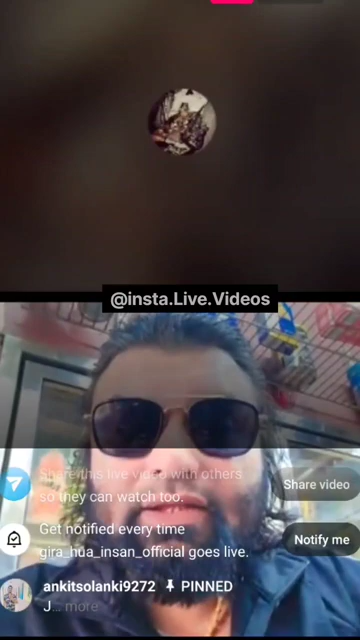 @insta.Live.Videos
Share this live video with others
so they can watch too.
Share video
Get notified every time
gira_hua_insan_official goes live.
Notify me
ankitsolanki9272 PINNED
J... more